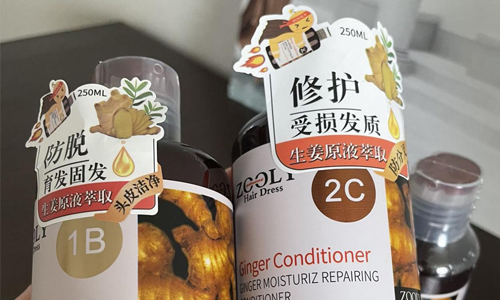 250ML
防脱
育发固发
生姜原液萃取
头皮洁净
1B
250ML
修护
受损发质
生姜原液萃取
Hair Dress
2C
Ginger Conditioner
GINGER MOISTURIZ REPAIRING
CONDITIONER